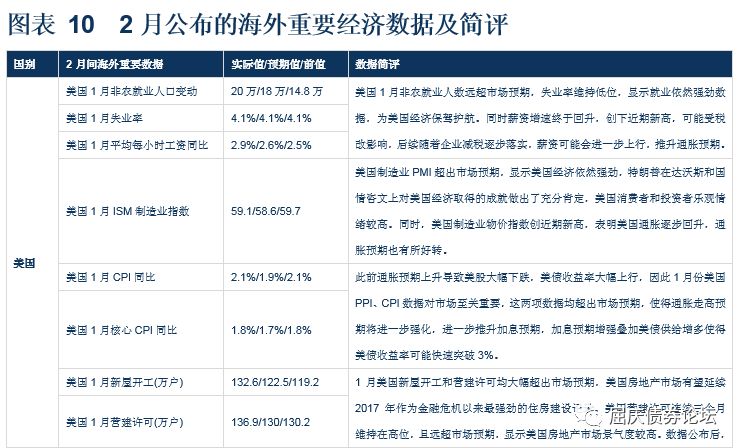 图表 10 2 月公布的海外重要经济数据及简评
国别 2 月间海外重要数据 实际值/预期值/前值 数据简评
美国
美国 1 月非农就业人口变动 20 万/18 万/14.8 万
美国 1 月失业率 4.1%/4.1%/4.1%
美国 1 月平均每小时工资同比 2.9%/2.6%/2.5%
美国 1 月非农就业人数远超市场预期，失业率维持低位，显示就业依然强劲数
据，为美国经济保驾护航。同时薪资增速终于回升，创下近期新高，可能受税
改影响，后续随着企业减税逐步落实，薪资可能会进一步上行，推升通胀预期。
美国 1 月 ISM 制造业指数 59.1/58.6/59.7
美国制造业 PMI 超出市场预期，显示美国经济依然强劲，特朗普在达沃斯和国
情咨文上对美国经济取得的成就做出了充分肯定，美国消费者和投资者乐观情
绪较高。同时，美国制造业物价指数创近期新高，表明美国通胀逐步回升，通
胀预期也有所好转。
美国 1 月 CPI 同比 2.1%/1.9%/2.1%
美国 1 月核心 CPI 同比 1.8%/1.7%/1.8%
此前通胀预期上升导致美股大幅下跌，美债收益率大幅上行，因此 1 月份美国
PPI、CPI 数据对市场至关重要，这两项数据均超出市场预期，使得通胀走高预
期将进一步强化，进一步推升加息预期，加息预期增强叠加美债供给增多使得
美债收益率可能快速突破 3%。
美国 1 月新屋开工(万户) 132.6/122.5/119.2
美国 1 月营建许可(万户) 136.9/130/130.2
1 月美国新屋开工和营建许可均大幅超出市场预期，美国房地产市场有望延续
2017 年作为金融危机以来最强劲的住房建设
美国营建许可连续 个月
维持在高位，且远超市场预期，显示美国房地产市场景气度较高。数据公布后，
屈庆债券论坛